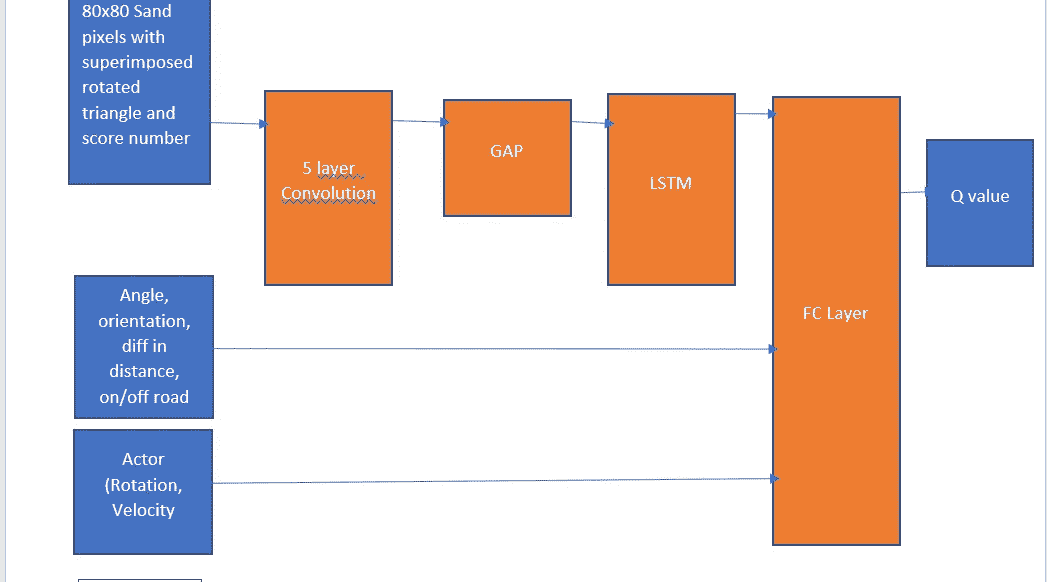 80x80 Sand
pixels with
superimposed
rotated
triangle and
score number
5 layer
Convolution
GAP
LSTM
FC Layer
Q value
Angle,
orientation,
diff in
distance,
on/off road
Actor
(Rotation,
Velocity